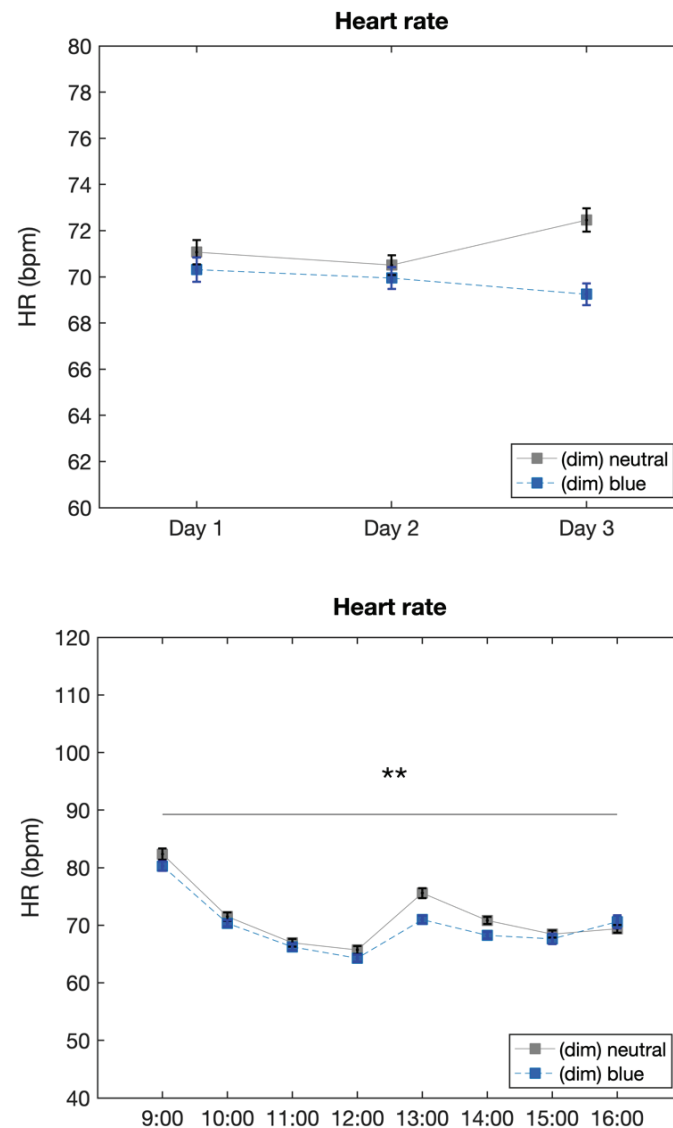 Heart rate
80
78
76
74
72
70
68
66
64
62
60
HR (bpm)
(dim) neutral
(dim) blue
Day 1 Day 2 Day 3
Heart rate
120
110
100
90
80
70
60
50
40
HR (bpm)
**
(dim) neutral
(dim) blue
9:00 10:00 11:00 12:00 13:00 14:00 15:00 16:00